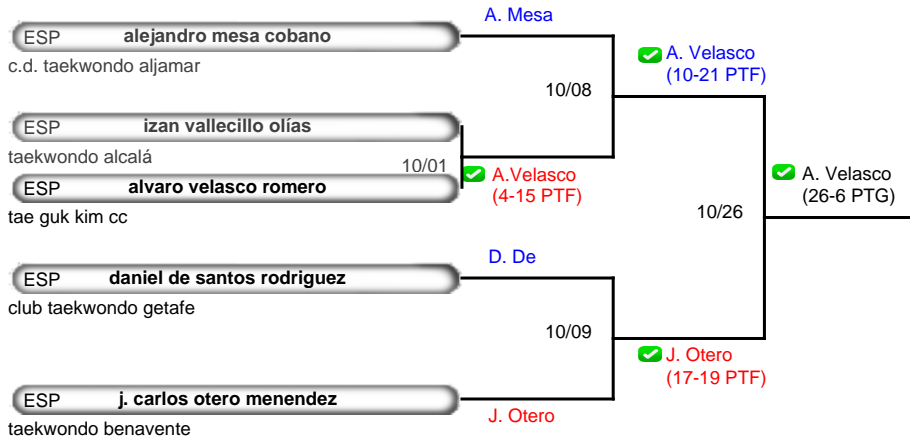 A. Mesa
ESP alejandro mesa cobano
c.d. taekwondo aljamar
A. Velasco
(10-21 PTF)
10/08
ESP izan vallecillo olías
taekwondo alcalá
10/01
A.Velasco
(4-15 PTF)
ESP alvaro velasco romero
tae guk kim cc
A. Velasco
(26-6 PTG)
10/26
D. De
ESP daniel de santos rodriguez
club taekwondo getafe
10/09
J. Otero
(17-19 PTF)
ESP j. carlos otero menendez
J. Otero
taekwondo benavente